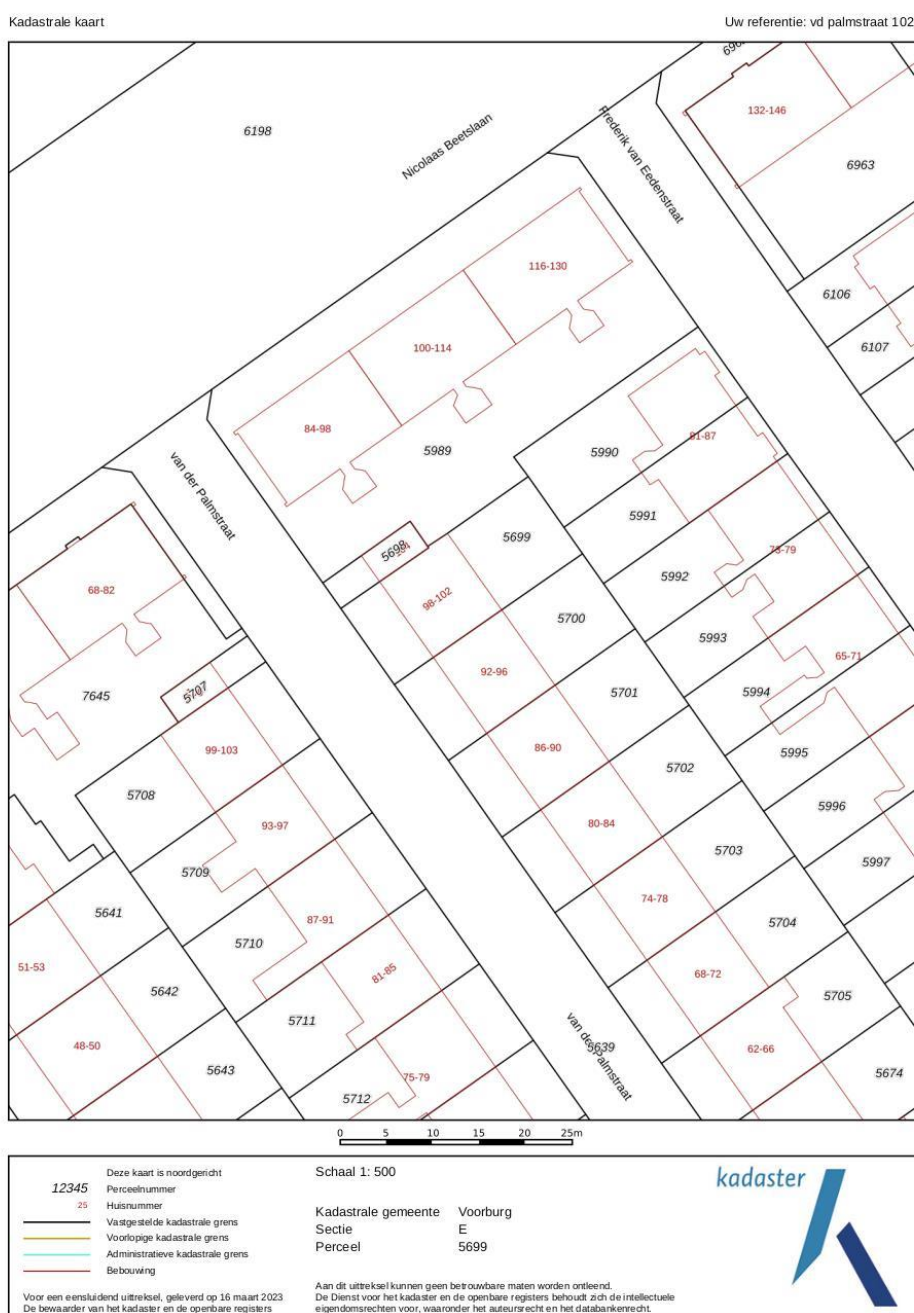 Kadastrale kaart
Uw referentie: vd palmstraat 102
6198
Nicolaas Beetslaan
Frederik van Eedenstraat
132-146
6963
116-130
6106
100-114
6107
84-98
5989
5990
81-87
van der Palmstraat
5991
5699
5698
68-82
5992
98-102
5700
5993
65-71
92-96
5707
7645
5701
5994
99-103
86-90
5995
5702
5708
93-97
80-84
5996
5703
5709
5997
74-78
5641
87-91
5704
5710
51-53
81-85
68-72
5642
5705
5711
van der Palmstraat
5639
48-50
62-66
5643
75-79
5674
5712
0 5 10 15 20 25m
Deze kaart is noordgericht
12345 Perceelnummer
25 Huisnummer
Vastgestelde kadastrale grens
Voorlopige kadastrale grens
Administratieve kadastrale grens
Bebouwing
Voor een eensluidend uittreksel, geleverd op 16 maart 2023
De bewaarder van het kadaster en de openbare registers
Schaal 1: 500
Kadastrale gemeente Voorburg
Sectie E
Perceel 5699
Aan dit uittreksel kunnen geen betrouwbare maten worden ontleend.
De Dienst voor het kadaster en de openbare registers behoudt zich de intellectuele
eigendomsrechten voor, waaronder het auteursrecht en het databankenrecht.
kadaster